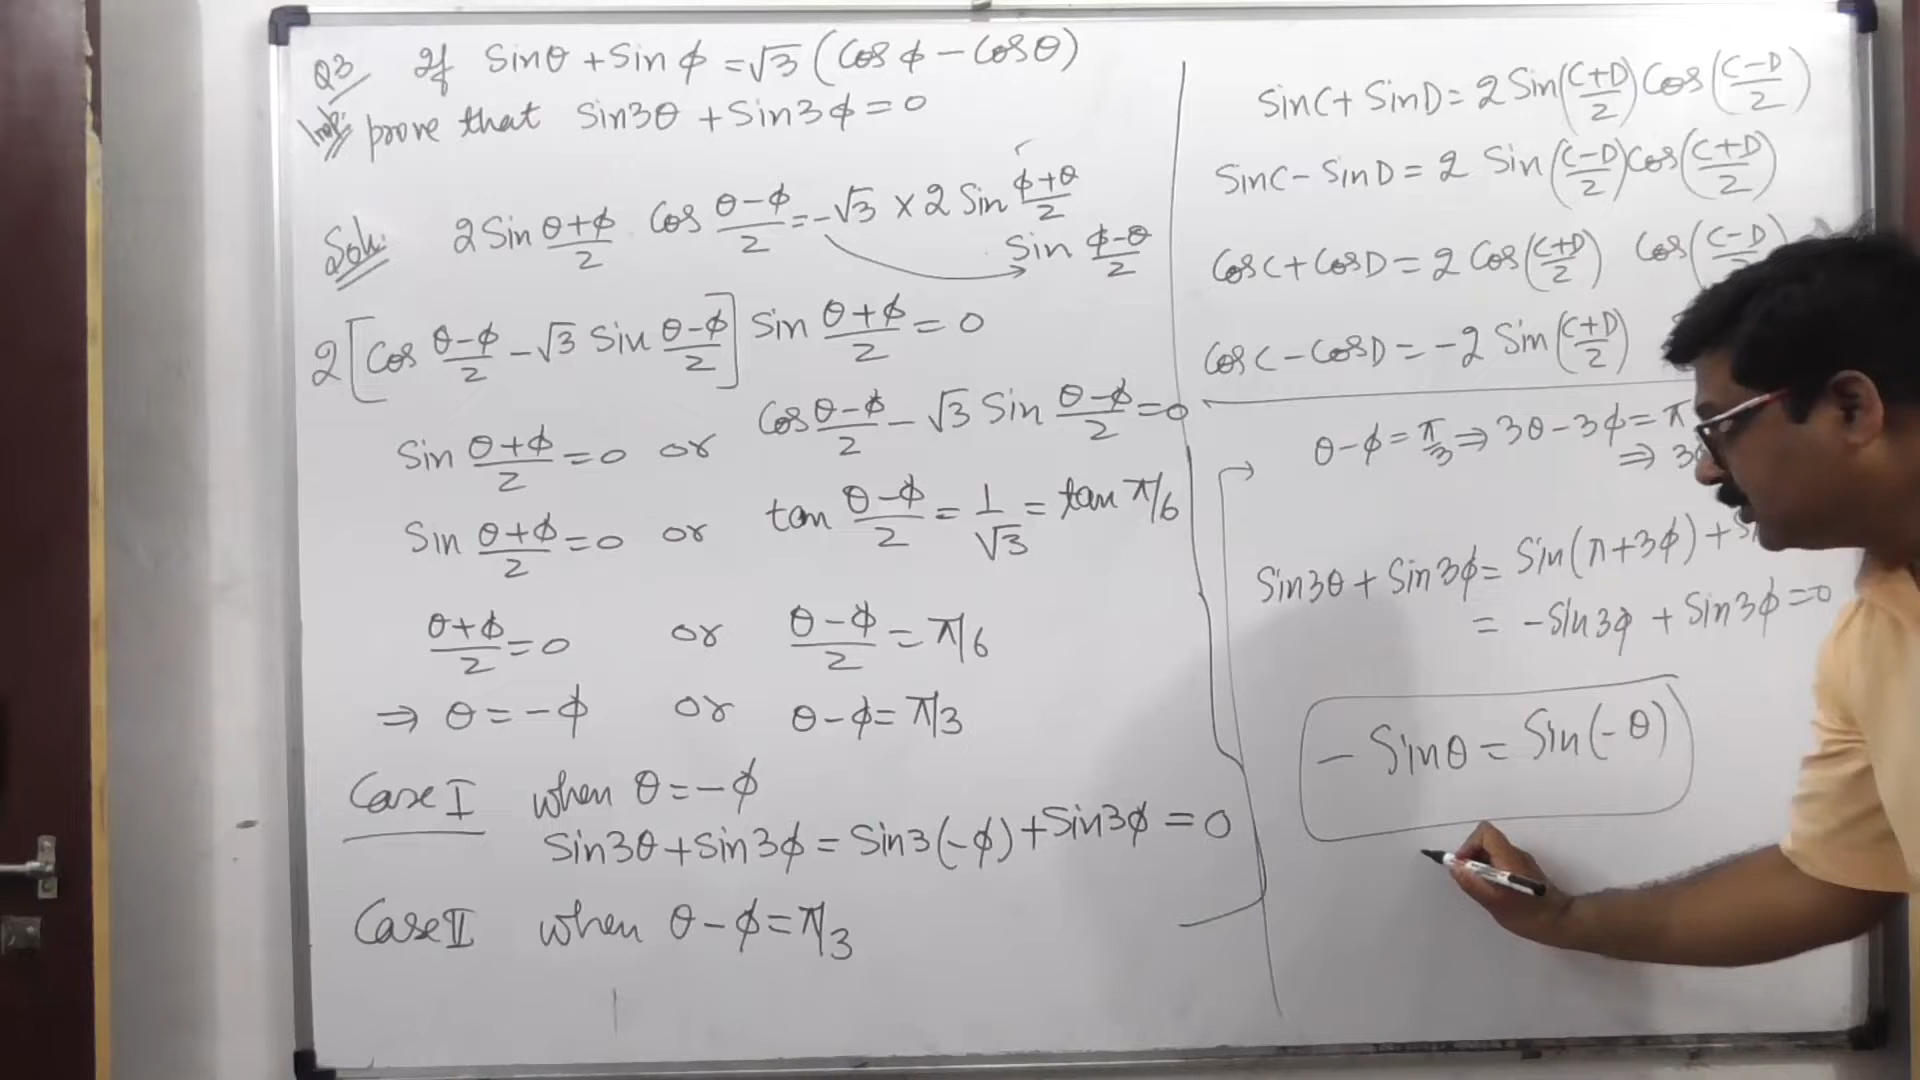 Q3 If Sinθ + Sin ϕ = √3 (Cos ϕ − Cos θ)
Imp. prove that Sin3θ + Sin3ϕ = 0
Soln. 2 Sin θ+ϕ/2 Cos θ−ϕ/2 = −√3 × 2 Sin ϕ+θ/2
Sin ϕ−θ/2
2[Cos θ−ϕ/2 − √3 Sin θ−ϕ/2] Sin θ+ϕ/2 = 0
Sin θ+ϕ/2 = 0 or Cos θ−ϕ/2 − √3 Sin θ−ϕ/2 = 0
Sin θ+ϕ/2 = 0 or tan θ−ϕ/2 = 1/√3 = tan π/6
θ+ϕ/2 = 0 or θ−ϕ/2 = π/6
⇒ θ = −ϕ or θ − ϕ = π/3
Case I when θ = −ϕ
Sin3θ + Sin3ϕ = Sin3(−ϕ) + Sin3ϕ = 0
Case II when θ − ϕ = π/3
SinC + SinD = 2 Sin(C+D/2) Cos(C−D/2)
SinC − SinD = 2 Sin(C−D/2) Cos(C+D/2)
CosC + CosD = 2 Cos(C+D/2) Cos(C−D/2)
CosC − CosD = −2 Sin(C+D/2)
θ − ϕ = π/3 ⇒ 3θ − 3ϕ = π
⇒ 3θ
Sin3θ + Sin3ϕ = Sin(π+3ϕ) +
= −Sin3ϕ + Sin3ϕ = 0
− Sinθ = Sin(−θ)